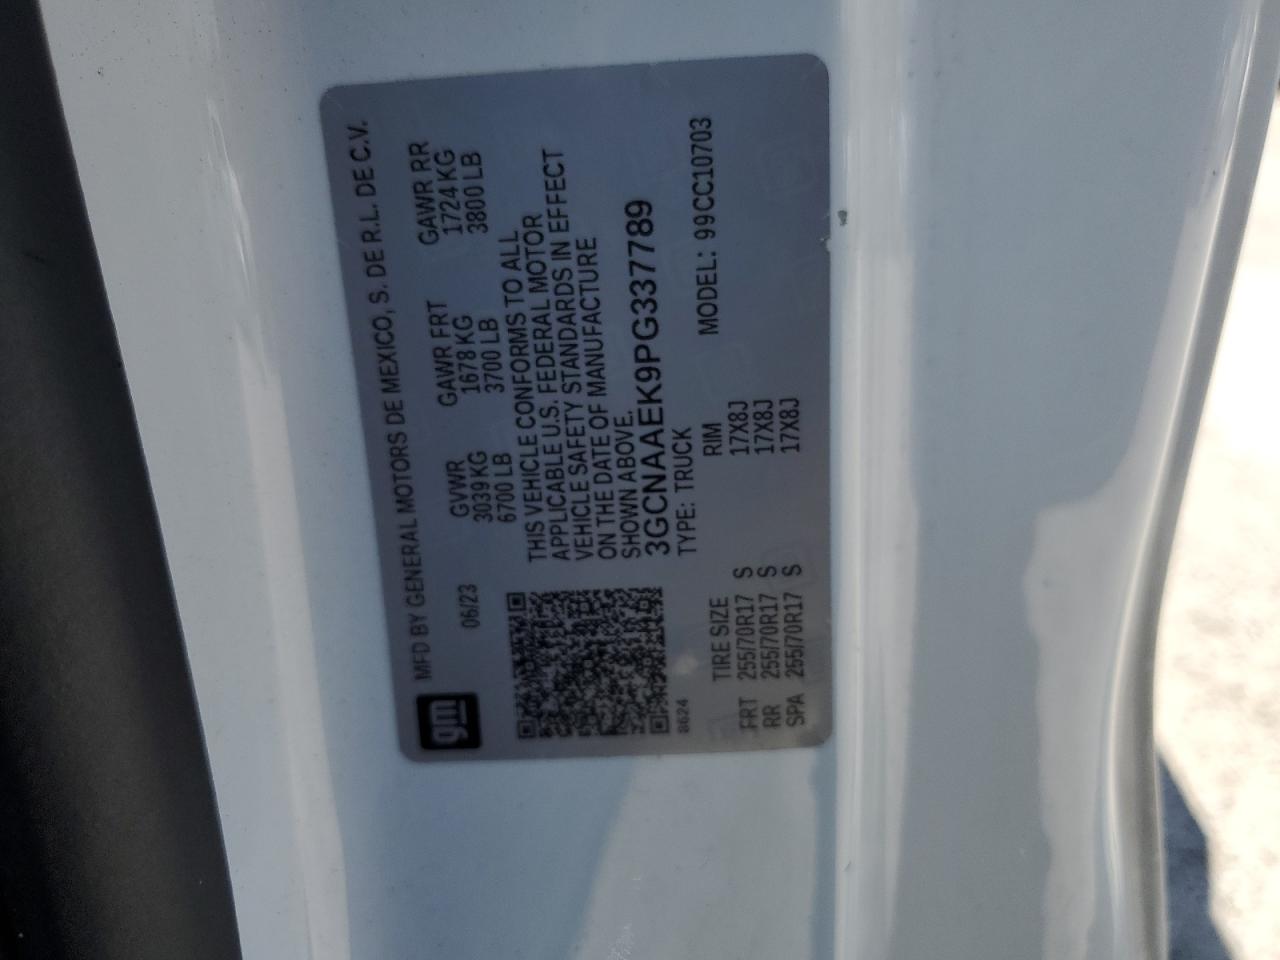 gm
MFD BY GENERAL MOTORS DE MEXICO, S. DE R.L. DE C.V.
06/23 GVWR GAWR FRT GAWR RR
3039 KG 1678 KG 1724 KG
6700 LB 3700 LB 3800 LB
THIS VEHICLE CONFORMS TO ALL
APPLICABLE U.S. FEDERAL MOTOR
VEHICLE SAFETY STANDARDS IN EFFECT
ON THE DATE OF MANUFACTURE
SHOWN ABOVE.
3GCNAAEK9PG337789
8624 TYPE: TRUCK MODEL: 99CC10703
TIRE SIZE RIM
FRT 255/70R17 S 17X8J
RR 255/70R17 S 17X8J
SPA 255/70R17 S 17X8J